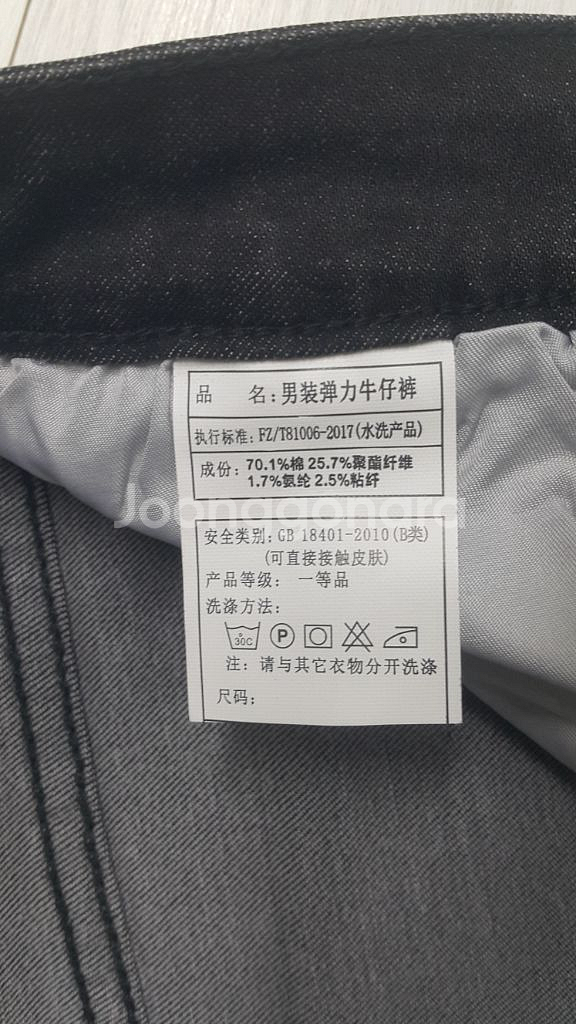 品 名：男装弹力牛仔裤
执行标准：FZ/T81006-2017(水洗产品)
成份：70.1%棉 25.7%聚酯纤维
1.7%氨纶 2.5%粘纤
Joonggonara
安全类别：GB 18401-2010(B类)
(可直接接触皮肤)
产品等级： 一等品
洗涤方法：
30C P
注：请与其它衣物分开洗涤
尺码：